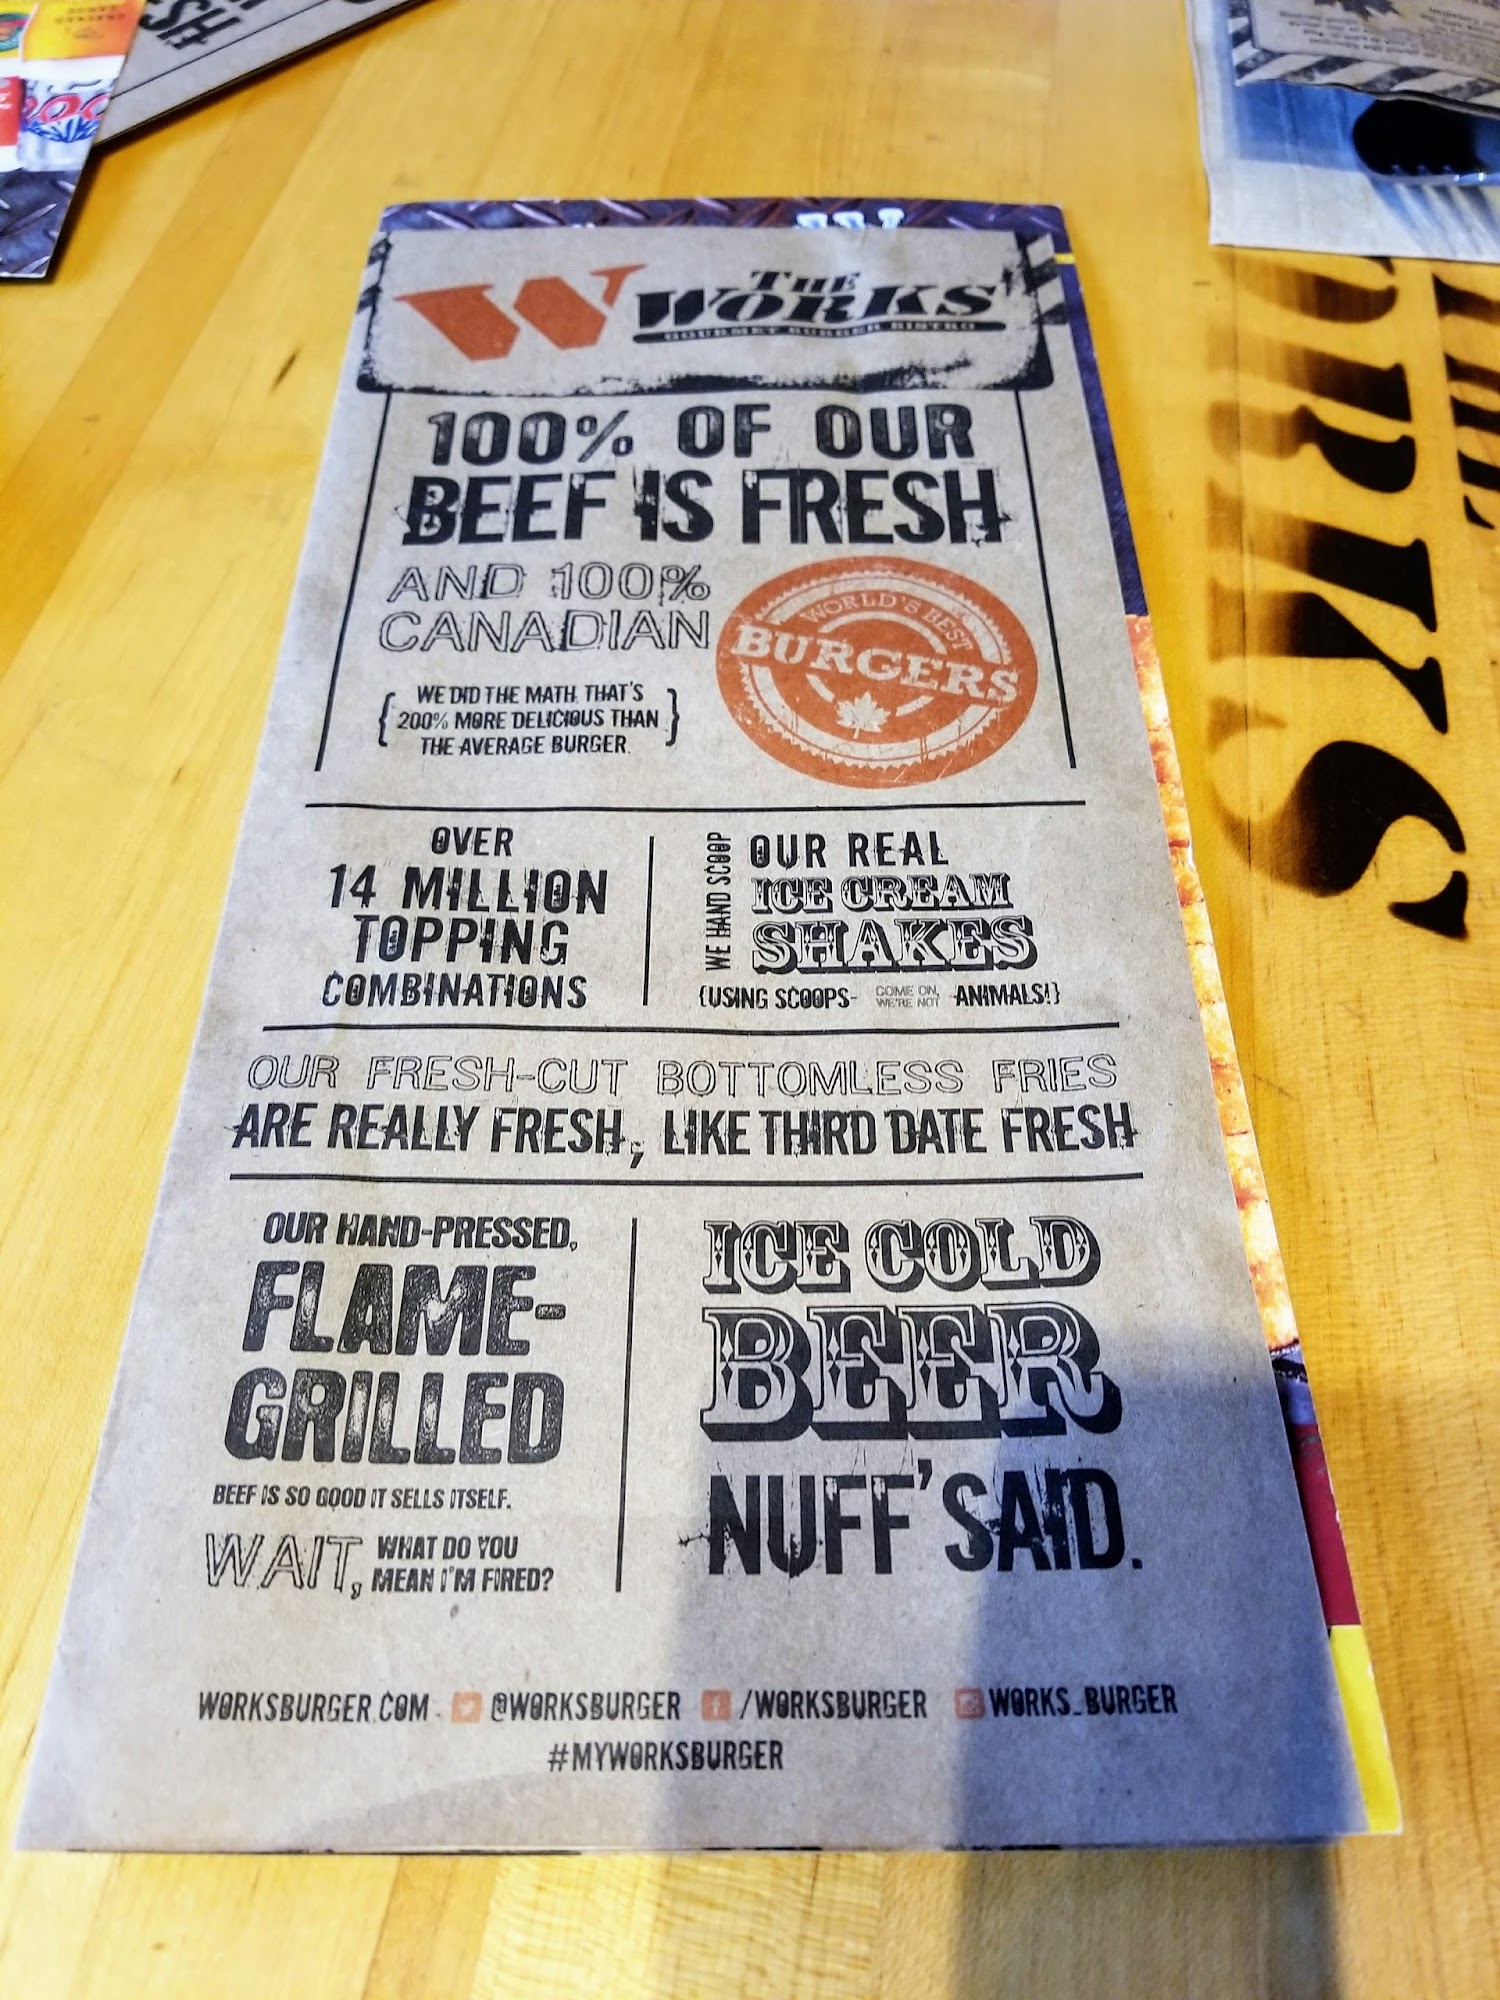 W THE
WORKS
GOURMET BURGER BISTRO
100% OF OUR
BEEF IS FRESH
AND 100%
CANADIAN
{ WE DID THE MATH, THAT'S
200% MORE DELICIOUS THAN
THE AVERAGE BURGER. }
WORLD'S BEST
BURGERS
OVER
14 MILLION
TOPPING
COMBINATIONS
WE HAND SCOOP
OUR REAL
ICE CREAM
SHAKES
{USING SCOOPS- COME ON, WE'RE NOT ANIMALS!}
OUR FRESH-CUT BOTTOMLESS FRIES
ARE REALLY FRESH, LIKE THIRD DATE FRESH
OUR HAND-PRESSED,
FLAME-
GRILLED
BEEF IS SO GOOD IT SELLS ITSELF.
WAIT, WHAT DO YOU
MEAN I'M FIRED?
ICE COLD
BEER
NUFF' SAID.
WORKSBURGER.COM @WORKSBURGER /WORKSBURGER WORKS_BURGER
#MYWORKSBURGER